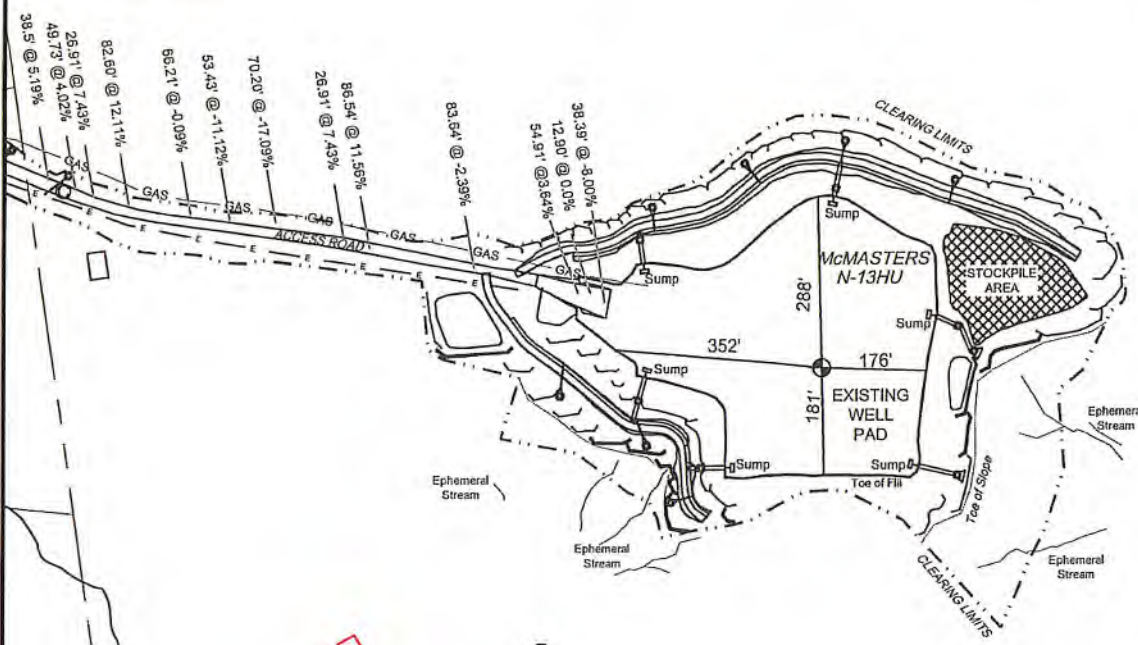 38.5' @ 5.19%
49.73' @ 4.02%
26.91' @ 7.43%
82.60' @ 12.11%
66.21' @ -0.09%
53.43' @ -11.12%
70.20' @ -17.09%
26.91' @ 7.43%
86.54' @ 11.56%
83.64' @ -2.39%
54.91' @3.64%
12.90' @ 0.0%
38.39' @ -8.00%
CLEARING LIMITS
GAS
GAS
GAS
GAS
GAS
GAS
GAS
ACCESS ROAD
E
E
E
E
E
E
E
Sump
Sump
McMASTERS
N-13HU
STOCKPILE
AREA
288'
Sump
352'
176'
Sump
181'
EXISTING
WELL
PAD
Sump
Sump
Toe of Fill
Toe of Slope
Ephemeral
Stream
Ephemeral
Stream
Ephemeral
Stream
Ephemeral
Stream
CLEARING LIMITS